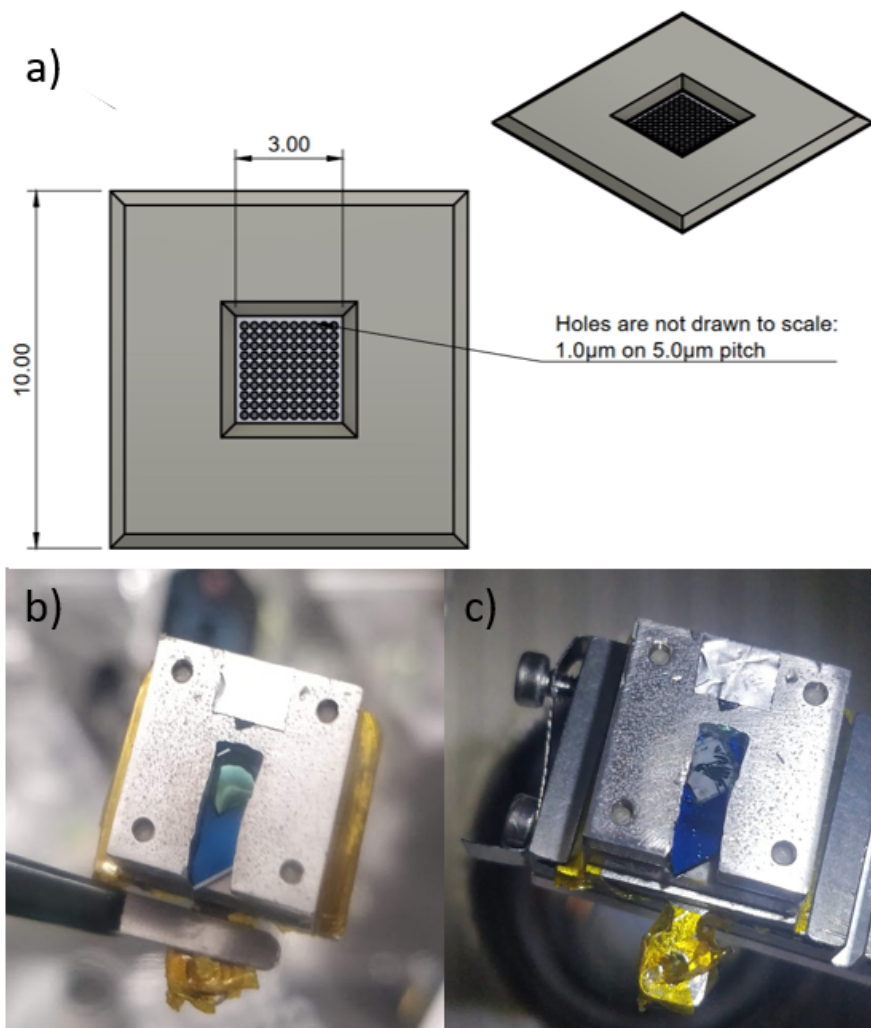 a)
3.00
10.00
Holes are not drawn to scale:
1.0µm on 5.0µm pitch
b)
c)